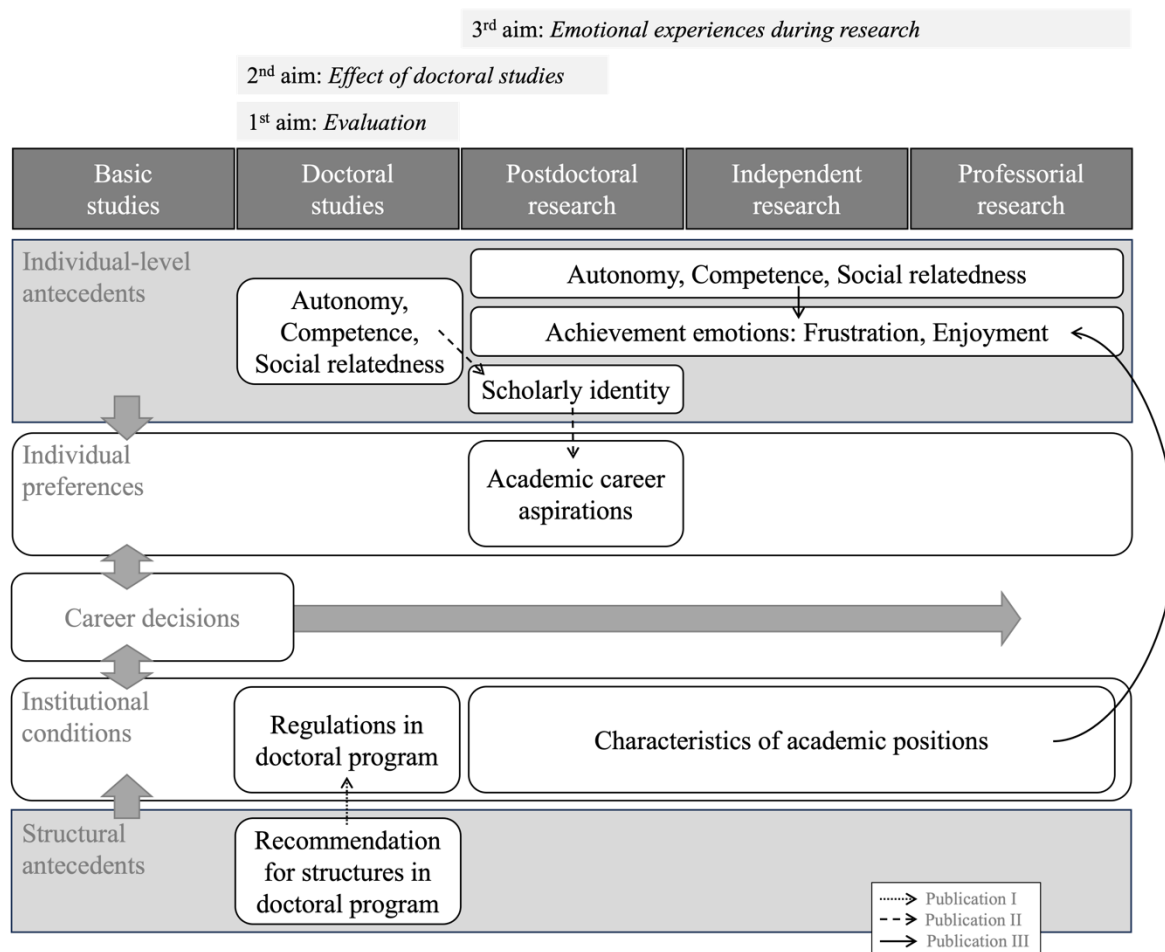 3rd aim: Emotional experiences during research
2nd aim: Effect of doctoral studies
1st aim: Evaluation
Basic
studies
Doctoral
studies
Postdoctoral
research
Independent
research
Professorial
research
Individual-level
antecedents
Autonomy,
Competence,
Social relatedness
Autonomy, Competence, Social relatedness
Achievement emotions: Frustration, Enjoyment
Scholarly identity
Individual
preferences
Academic career
aspirations
Career decisions
Institutional
conditions
Regulations in
doctoral program
Characteristics of academic positions
Structural
antecedents
Recommendation
for structures in
doctoral program
Publication I
Publication II
Publication III